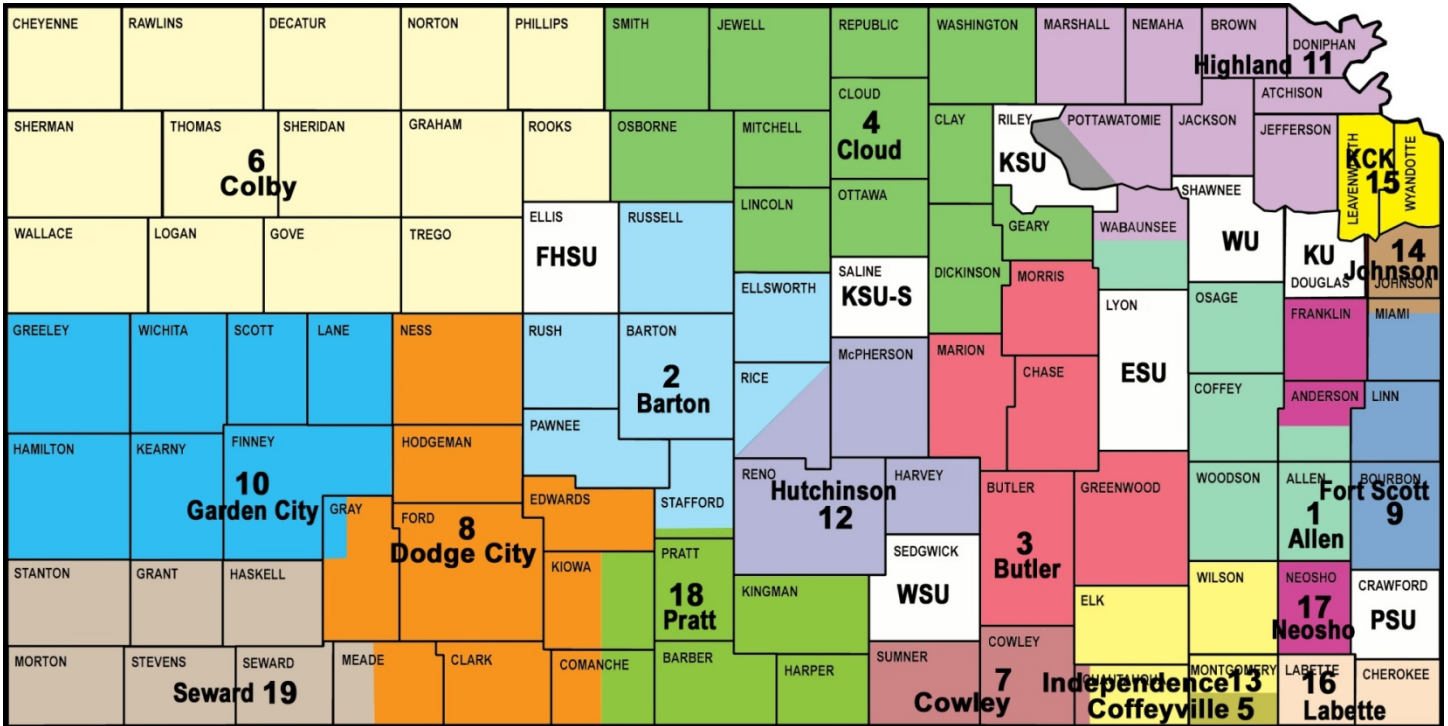 CHEYENNE
RAWLINS
DECATUR
NORTON
PHILLIPS
SMITH
JEWELL
REPUBLIC
WASHINGTON
MARSHALL
NEMAHA
BROWN
DONIPHAN
Highland 11
ATCHISON
SHERMAN
THOMAS
SHERIDAN
GRAHAM
ROOKS
OSBORNE
MITCHELL
CLOUD
4
Cloud
CLAY
RILEY
KSU
POTTAWATOMIE
JACKSON
JEFFERSON
LEAVENWORTH
WYANDOTTE
KCK
15
6
Colby
WALLACE
LOGAN
GOVE
TREGO
ELLIS
FHSU
RUSSELL
LINCOLN
OTTAWA
DICKINSON
GEARY
WABAUNSEE
SHAWNEE
WU
KU
DOUGLAS
14
Johnson
JOHNSON
ELLSWORTH
SALINE
KSU-S
MORRIS
LYON
ESU
OSAGE
FRANKLIN
MIAMI
GREELEY
WICHITA
SCOTT
LANE
NESS
RUSH
BARTON
2
Barton
RICE
McPHERSON
MARION
CHASE
COFFEY
ANDERSON
LINN
HAMILTON
KEARNY
FINNEY
10
Garden City
HODGEMAN
PAWNEE
STAFFORD
RENO
Hutchinson
12
HARVEY
BUTLER
3
Butler
GREENWOOD
WOODSON
ALLEN
1
Allen
BOURBON
Fort Scott
9
GRAY
FORD
8
Dodge City
EDWARDS
KIOWA
PRATT
18
Pratt
KINGMAN
SEDGWICK
WSU
ELK
WILSON
NEOSHO
17
Neosho
CRAWFORD
PSU
STANTON
GRANT
HASKELL
MORTON
STEVENS
SEWARD
Seward 19
MEADE
CLARK
COMANCHE
BARBER
HARPER
SUMNER
COWLEY
7
Cowley
CHAUTAUQUA
MONTGOMERY
Independence 13
Coffeyville 5
LABETTE
16
Labette
CHEROKEE